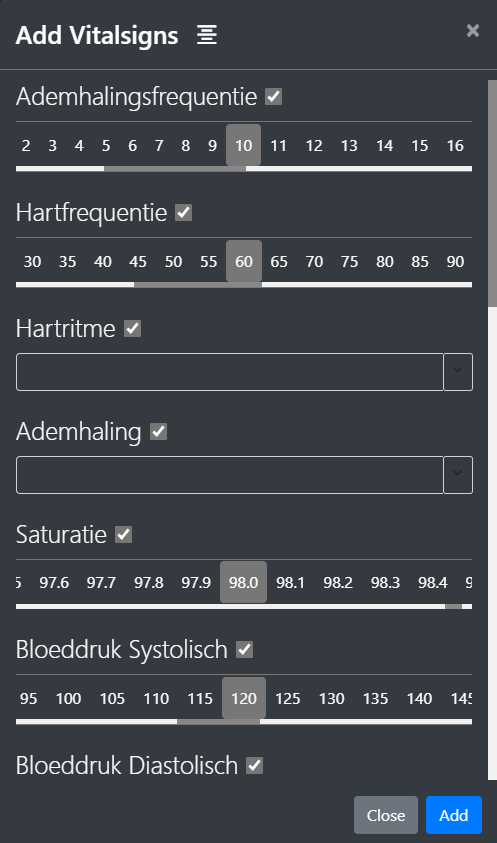 Add Vitalsigns
×
Ademhalingsfrequentie
2 3 4 5 6 7 8 9 10 11 12 13 14 15 16
Hartfrequentie
30 35 40 45 50 55 60 65 70 75 80 85 90
Hartritme
Ademhaling
Saturatie
97.6 97.7 97.8 97.9 98.0 98.1 98.2 98.3 98.4
Bloeddruk Systolisch
95 100 105 110 115 120 125 130 135 140 145
Bloeddruk Diastolisch
Close Add